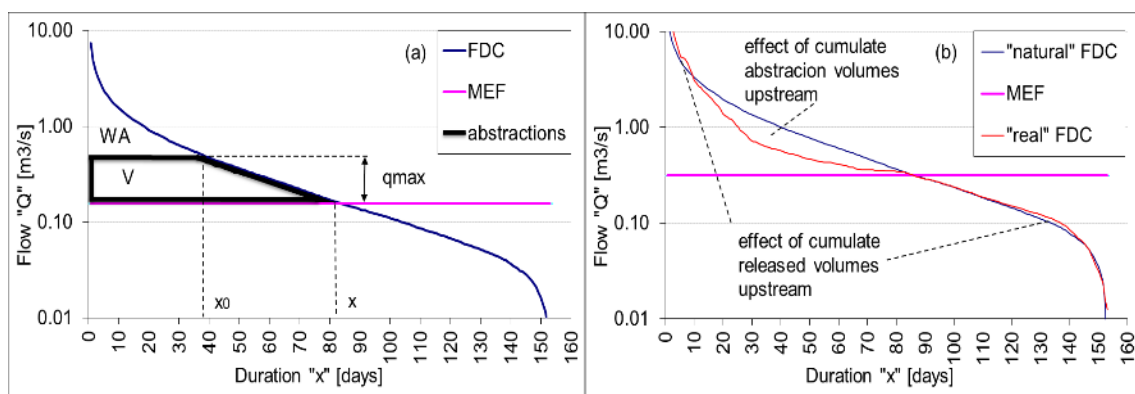 10.00
1.00
0.10
0.01
Flow "Q" [m3/s]
(a)
FDC
MEF
abstractions
WA
V
qmax
x0
x
0
10
20
30
40
50
60
70
80
90
100
110
120
130
140
150
160
Duration "x" [days]
10.00
1.00
0.10
0.01
Flow "Q" [m3/s]
(b)
effect of cumulate
abstracion volumes
upstream
"natural" FDC
MEF
"real" FDC
effect of cumulate
released volumes
upstream
0
10
20
30
40
50
60
70
80
90
100
110
120
130
140
150
160
Duration "x" [days]